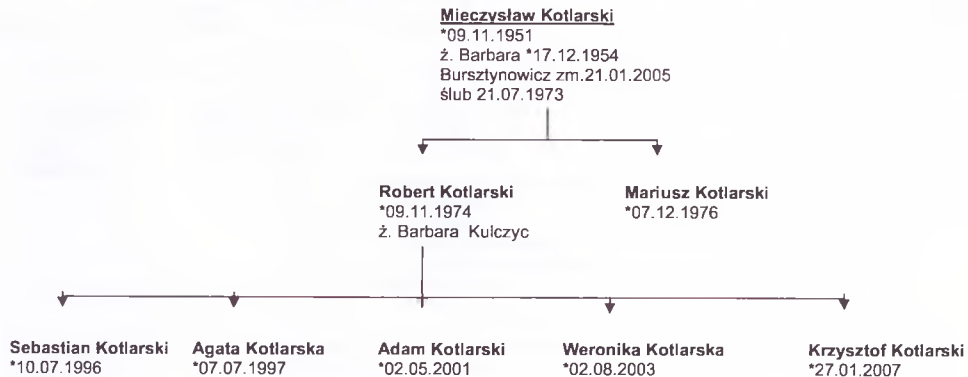 Mieczysław Kotlarski
*09.11.1951
ż. Barbara *17.12.1954
Bursztynowicz zm.21.01.2005
ślub 21.07.1973
Robert Kotlarski
*09.11.1974
ż. Barbara Kulczyc
Mariusz Kotlarski
*07.12.1976
Sebastian Kotlarski
*10.07.1996
Agata Kotlarska
*07.07.1997
Adam Kotlarski
*02.05.2001
Weronika Kotlarska
*02.08.2003
Krzysztof Kotlarski
*27.01.2007